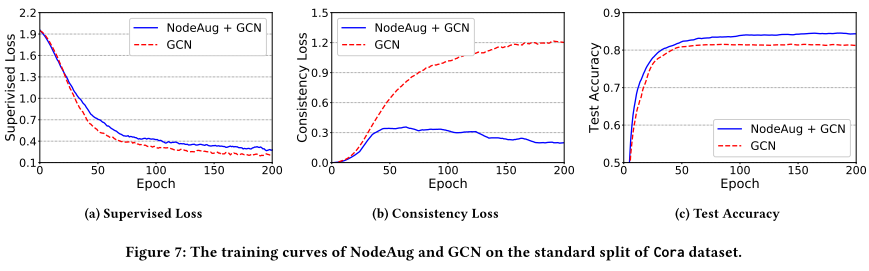 2.2
1.9
1.6
1.3
1.0
0.7
0.4
0.1
Superivised Loss
NodeAug + GCN
GCN
0
50
100
150
200
Epoch
(a) Supervised Loss
1.5
1.2
0.9
0.6
0.3
0.0
Consistency Loss
NodeAug + GCN
GCN
0
50
100
150
200
Epoch
(b) Consistency Loss
0.9
0.8
0.7
0.6
0.5
Test Accuracy
NodeAug + GCN
GCN
0
50
100
150
200
Epoch
(c) Test Accuracy
Figure 7: The training curves of NodeAug and GCN on the standard split of Cora dataset.